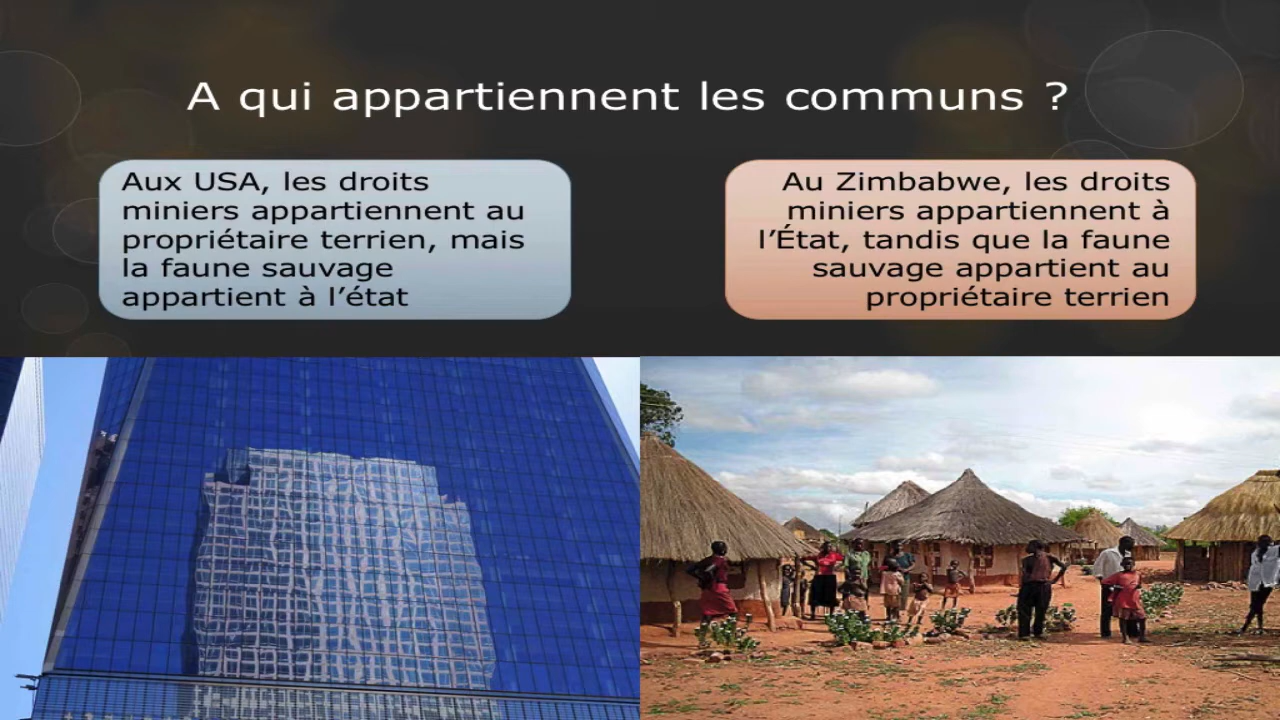 A qui appartiennent les communs ?
Aux USA, les droits
miniers appartiennent au
propriétaire terrien, mais
la faune sauvage
appartient à l’état
Au Zimbabwe, les droits
miniers appartiennent à
l’État, tandis que la faune
sauvage appartient au
propriétaire terrien